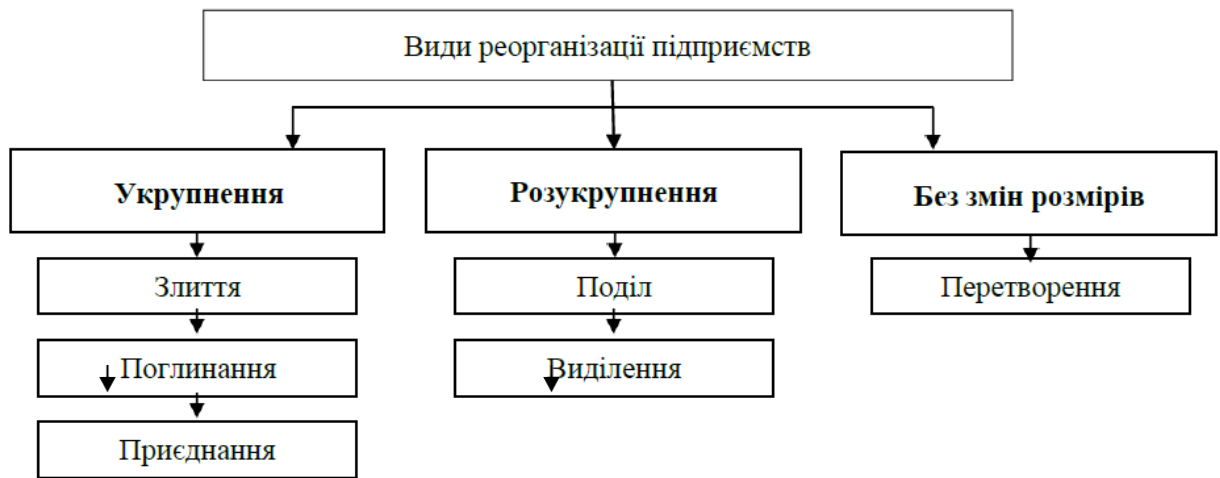 Види реорганізації підприємств
Укрупнення
Розукрупнення
Без змін розмірів
Злиття
Поділ
Перетворення
Поглинання
Виділення
Приєднання